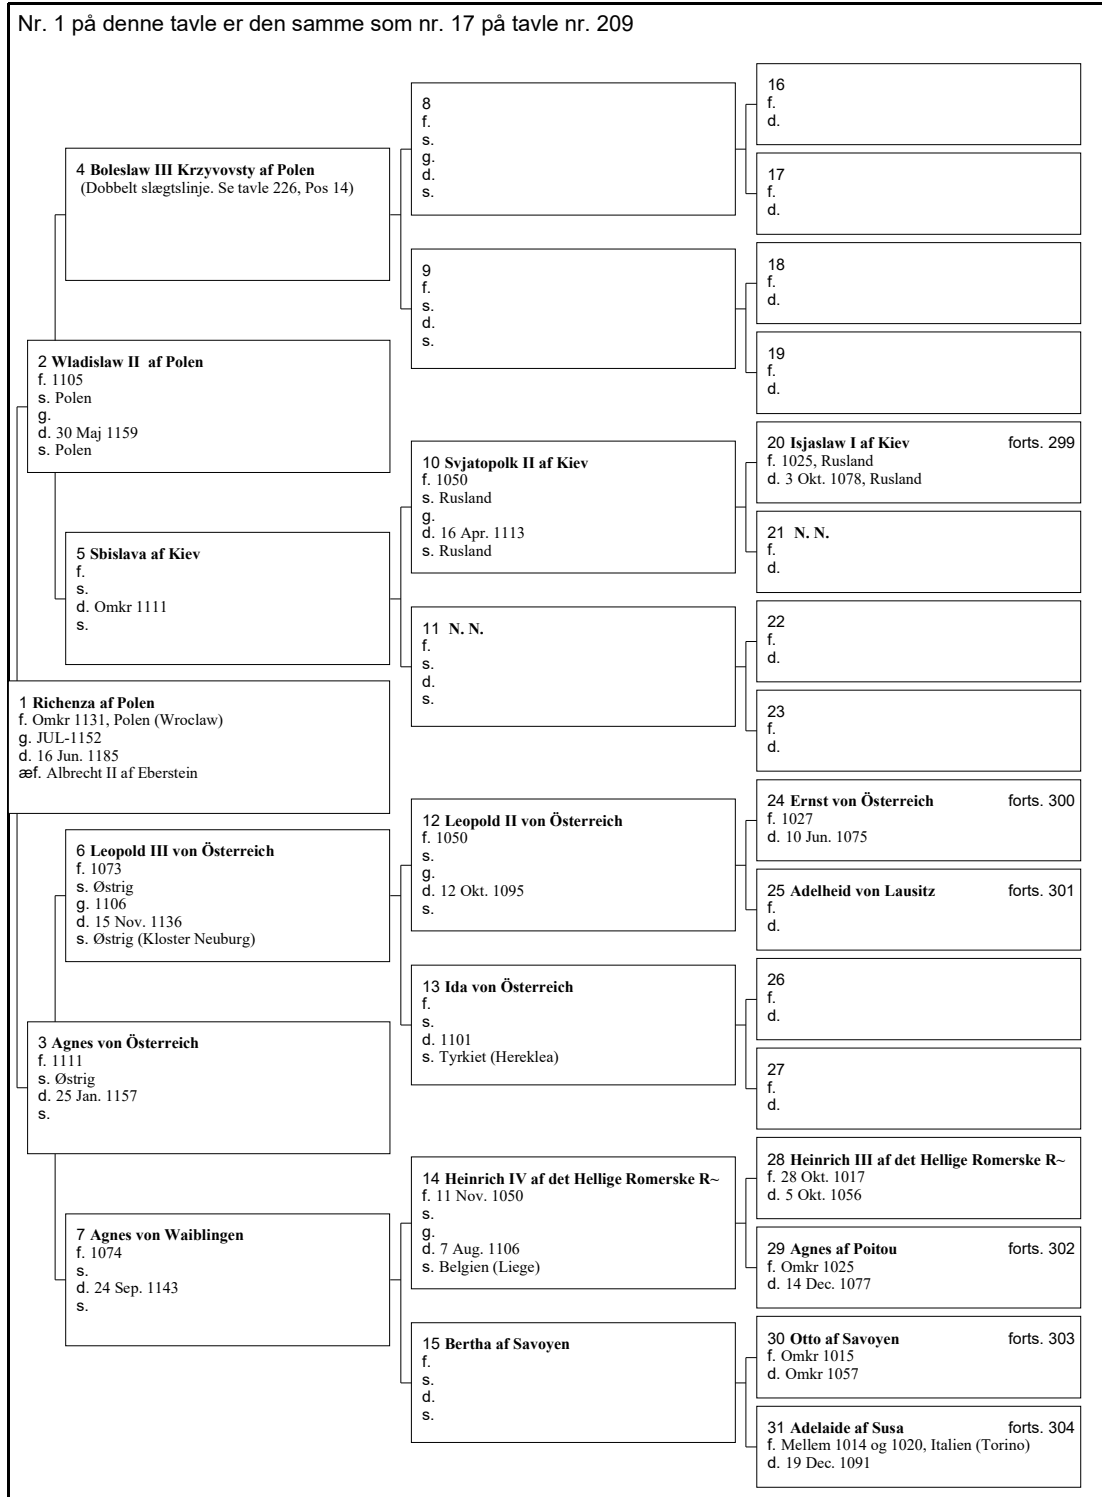 Nr. 1 på denne tavle er den samme som nr. 17 på tavle nr. 209
1 Richenza af Polen
f. Omkr 1131, Polen (Wroclaw)
g. JUL-1152
d. 16 Jun. 1185
æf. Albrecht II af Eberstein
2 Wladislaw II af Polen
f. 1105
s. Polen
g.
d. 30 Maj 1159
s. Polen
3 Agnes von Österreich
f. 1111
s. Østrig
d. 25 Jan. 1157
s.
4 Boleslaw III Krzyvovsty af Polen
(Dobbelt slægtslinje. Se tavle 226, Pos 14)
5 Sbislava af Kiev
f.
s.
d. Omkr 1111
s.
6 Leopold III von Österreich
f. 1073
s. Østrig
g. 1106
d. 15 Nov. 1136
s. Østrig (Kloster Neuburg)
7 Agnes von Waiblingen
f. 1074
s.
d. 24 Sep. 1143
s.
8
f.
s.
g.
d.
s.
9
f.
s.
d.
s.
10 Svjatopolk II af Kiev
f. 1050
s. Rusland
g.
d. 16 Apr. 1113
s. Rusland
11 N. N.
f.
s.
d.
s.
12 Leopold II von Österreich
f. 1050
s.
g.
d. 12 Okt. 1095
s.
13 Ida von Österreich
f.
s.
d. 1101
s. Tyrkiet (Hereklea)
14 Heinrich IV af det Hellige Romerske R~
f. 11 Nov. 1050
s.
g.
d. 7 Aug. 1106
s. Belgien (Liege)
15 Bertha af Savoyen
f.
s.
d.
s.
16
f.
d.
17
f.
d.
18
f.
d.
19
f.
d.
20 Isjaslaw I af Kiev forts. 299
f. 1025, Rusland
d. 3 Okt. 1078, Rusland
21 N. N.
f.
d.
22
f.
d.
23
f.
d.
24 Ernst von Österreich forts. 300
f. 1027
d. 10 Jun. 1075
25 Adelheid von Lausitz forts. 301
f.
d.
26
f.
d.
27
f.
d.
28 Heinrich III af det Hellige Romerske R~
f. 28 Okt. 1017
d. 5 Okt. 1056
29 Agnes af Poitou forts. 302
f. Omkr 1025
d. 14 Dec. 1077
30 Otto af Savoyen forts. 303
f. Omkr 1015
d. Omkr 1057
31 Adelaide af Susa forts. 304
f. Mellem 1014 og 1020, Italien (Torino)
d. 19 Dec. 1091